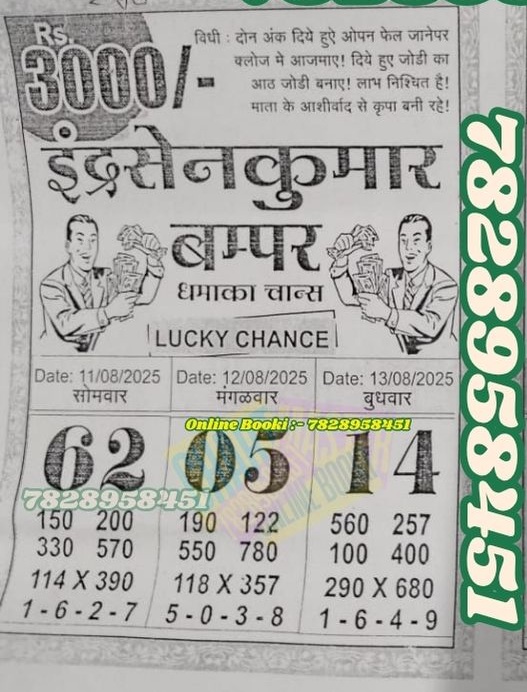 Rs.
3000/-
विधी : दोन अंक दिये हुऐ ओपन फेल जानेपर
क्लोज मे आजमाए! दिये हुए जोडी का
आठ जोडी बनाए! लाभ निश्चित है!
माता के आशीर्वाद से कृपा बनी रहे!
इंद्रसेनकुमार
बम्पर
धमाका चान्स
LUCKY CHANCE
Date: 11/08/2025 Date: 12/08/2025 Date: 13/08/2025
सोमवार मगळवार बुधवार
Online Booki :- 7828958451
62 05 14
7828958451
150 200 190 122 560 257
330 570 550 780 100 400
114 X 390 118 X 357 290 X 680
1-6-2-7 5-0-3-8 1-6-4-9
7828958451